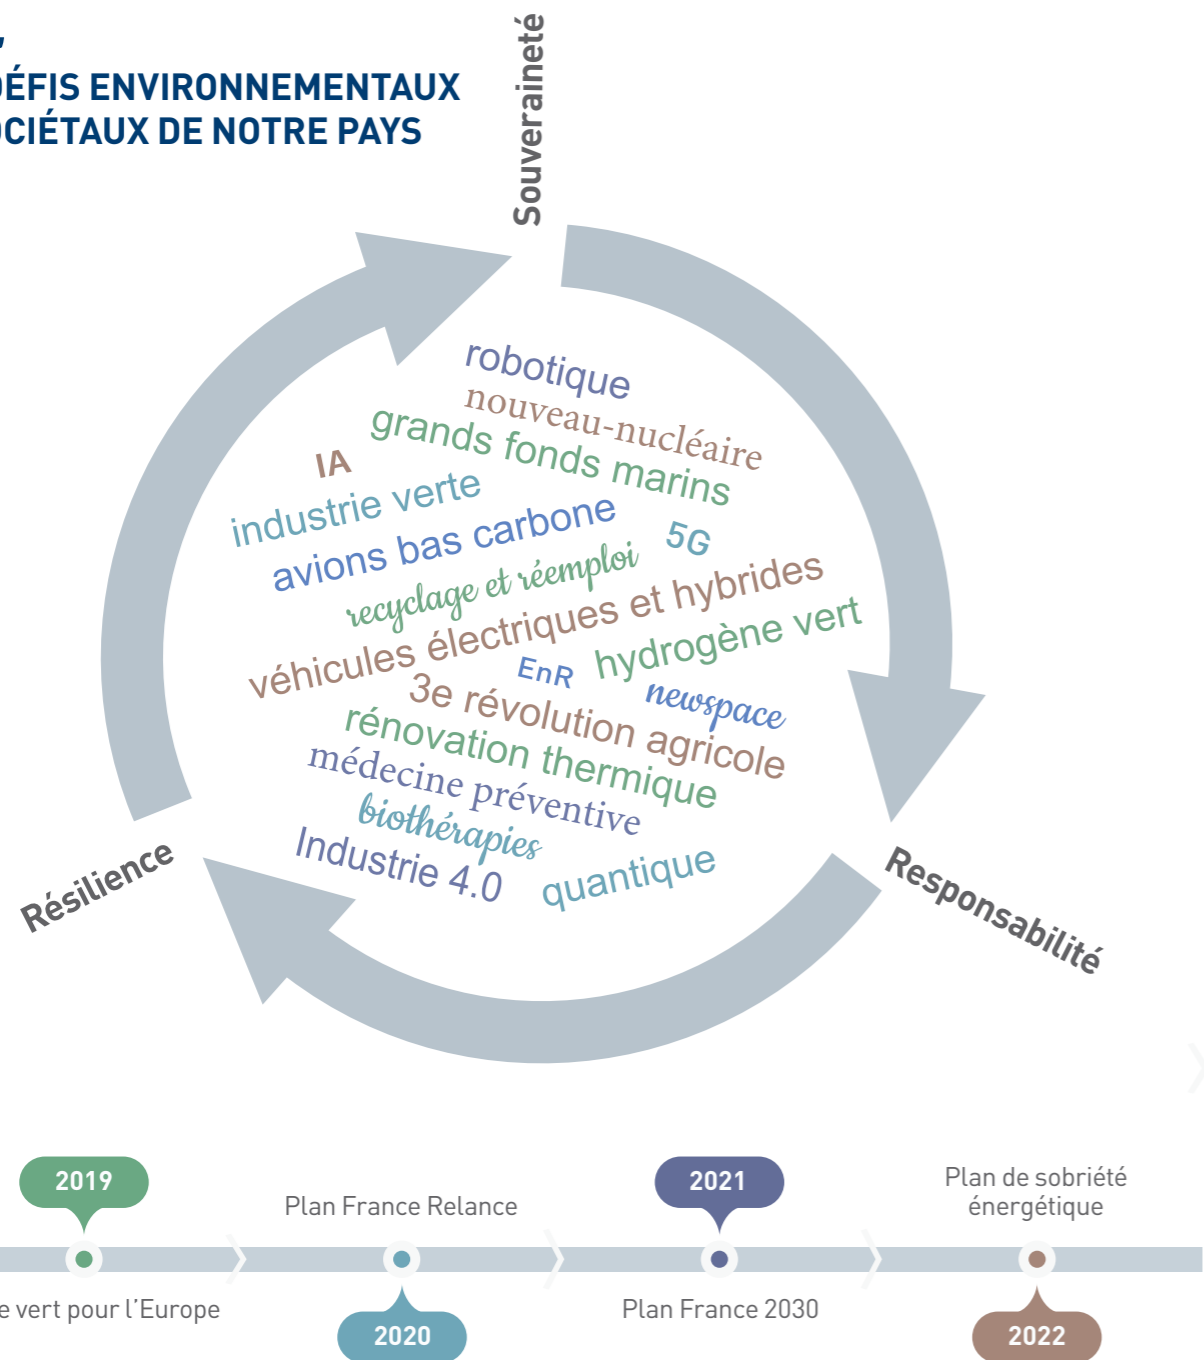 DÉFIS ENVIRONNEMENTAUX
OCIÉTAUX DE NOTRE PAYS
Souveraineté
robotique
nouveau-nucléaire
grands fonds marins
IA
industrie verte
avions bas carbone
5G
recyclage et réemploi
véhicules électriques et hybrides
hydrogène vert
EnR
newspace
3e révolution agricole
rénovation thermique
médecine préventive
biothérapies
Industrie 4.0
quantique
Résilience
Responsabilité
2019
e vert pour l'Europe
Plan France Relance
2020
2021
Plan France 2030
Plan de sobriété
énergétique
2022